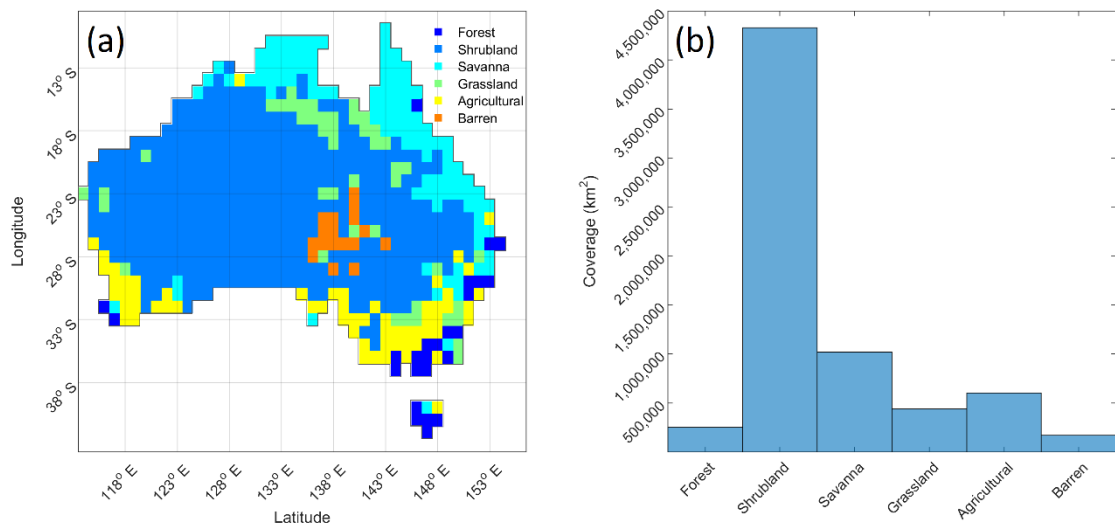 (a)
Forest
Shrubland
Savanna
Grassland
Agricultural
Barren
13° S
18° S
23° S
28° S
33° S
38° S
Longitude
118° E
123° E
128° E
133° E
138° E
143° E
148° E
153° E
Latitude
(b)
4,500,000
4,000,000
3,500,000
3,000,000
2,500,000
2,000,000
1,500,000
1,000,000
500,000
Coverage (km²)
Forest
Shrubland
Savanna
Grassland
Agricultural
Barren